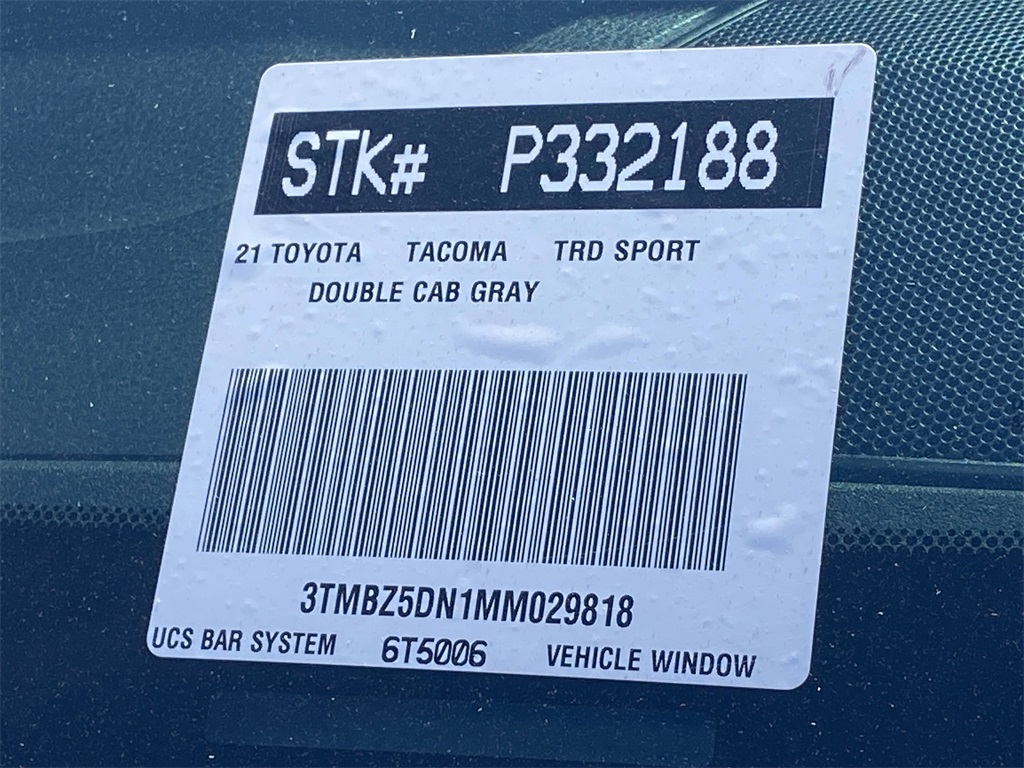 STK# P332188
21 TOYOTA TACOMA TRD SPORT
DOUBLE CAB GRAY
3TMBZ5DN1MM029818
UCS BAR SYSTEM 6T5006 VEHICLE WINDOW